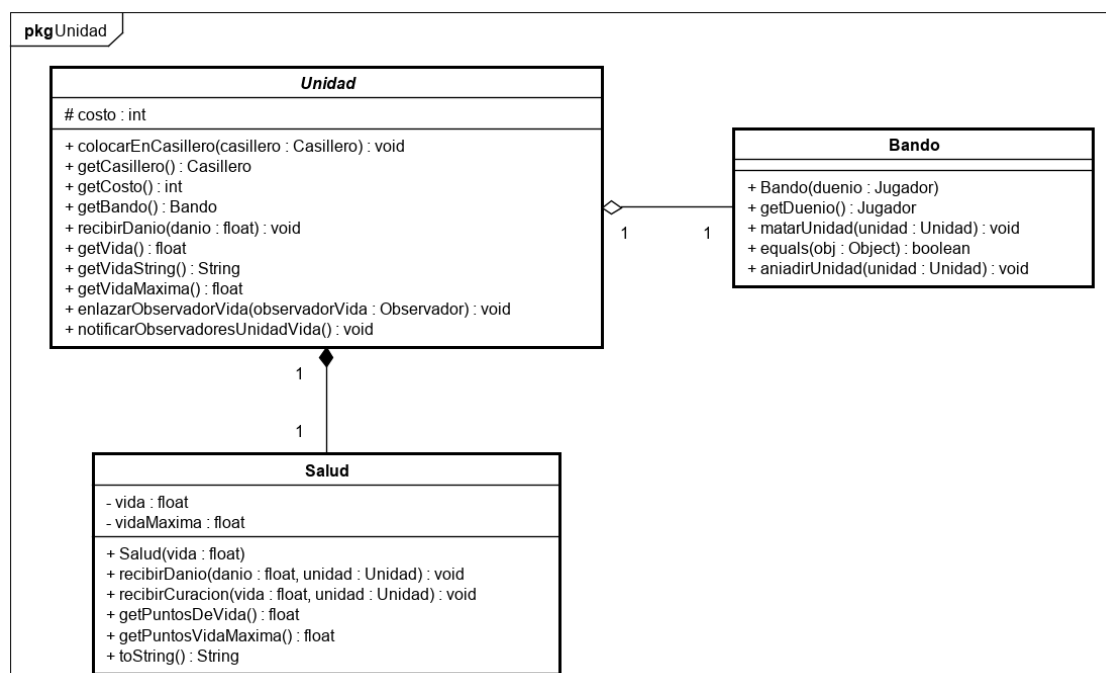 pkg Unidad
Unidad
# costo : int
+ colocarEnCasillero(casillero : Casillero) : void
+ getCasillero() : Casillero
+ getCosto() : int
+ getBando() : Bando
+ recibirDanio(danio : float) : void
+ getVida() : float
+ getVidaString() : String
+ getVidaMaxima() : float
+ enlazarObservadorVida(observadorVida : Observador) : void
+ notificarObservadoresUnidadVida() : void
1
1
Bando
+ Bando(duenio : Jugador)
+ getDuenio() : Jugador
+ matarUnidad(unidad : Unidad) : void
+ equals(obj : Object) : boolean
+ aniadirUnidad(unidad : Unidad) : void
1
1
Salud
- vida : float
- vidaMaxima : float
+ Salud(vida : float)
+ recibirDanio(danio : float, unidad : Unidad) : void
+ recibirCuracion(vida : float, unidad : Unidad) : void
+ getPuntosDeVida() : float
+ getPuntosVidaMaxima() : float
+ toString() : String